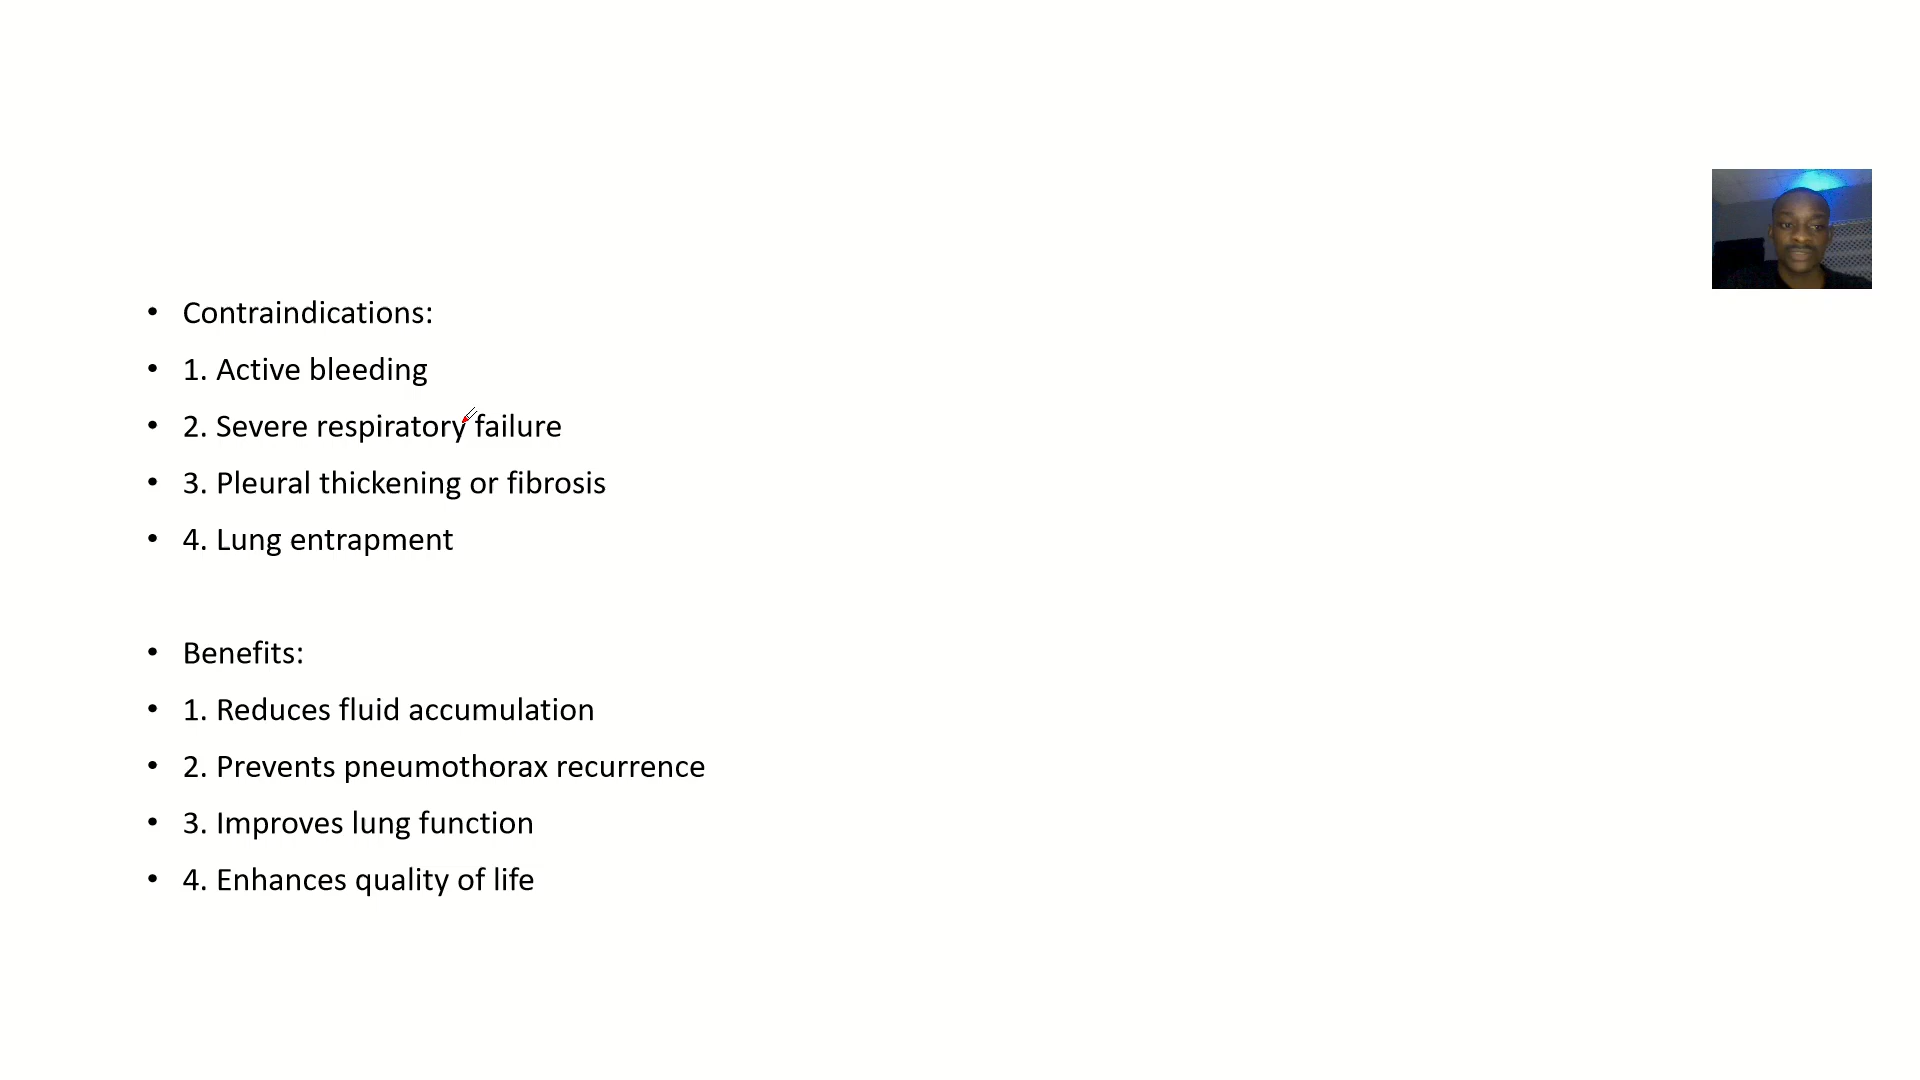 • Contraindications:
• 1. Active bleeding
• 2. Severe respiratory failure
• 3. Pleural thickening or fibrosis
• 4. Lung entrapment
• Benefits:
• 1. Reduces fluid accumulation
• 2. Prevents pneumothorax recurrence
• 3. Improves lung function
• 4. Enhances quality of life